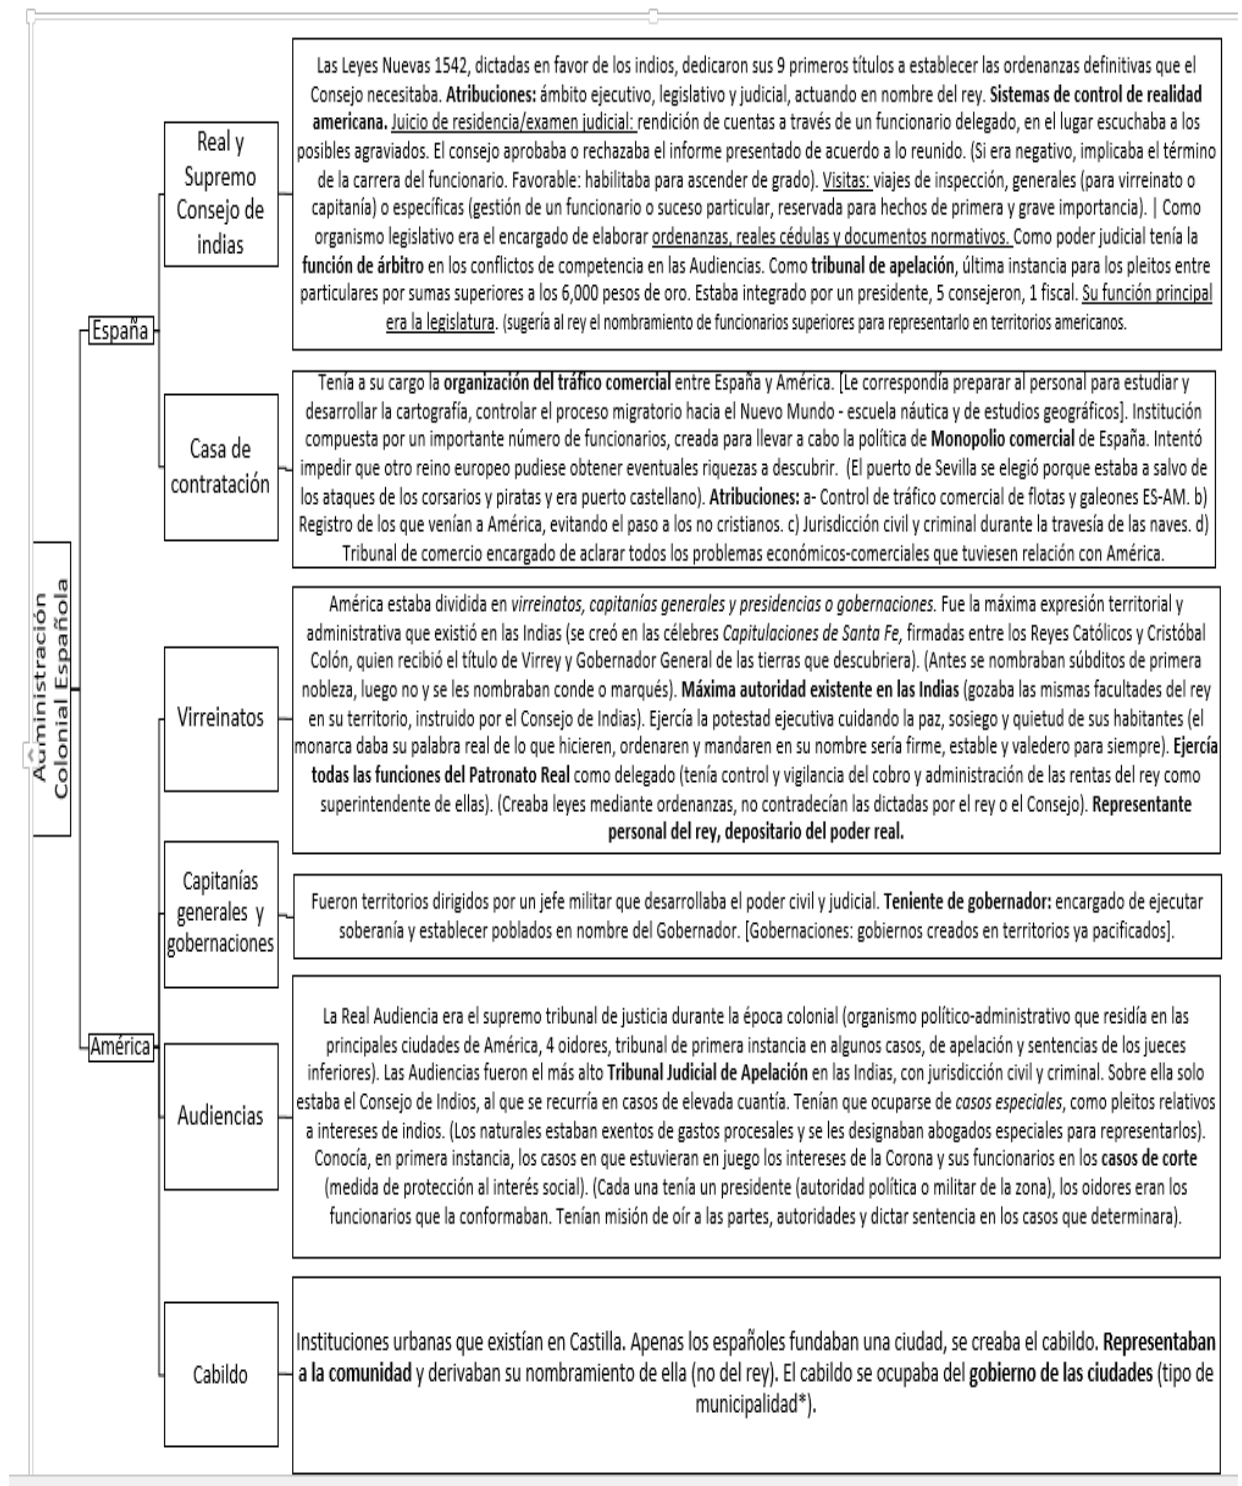 Administración
Colonial Española
España
Real y
Supremo
Consejo de
indias
Las Leyes Nuevas 1542, dictadas en favor de los indios, dedicaron sus 9 primeros títulos a establecer las ordenanzas definitivas que el
Consejo necesitaba. Atribuciones: ámbito ejecutivo, legislativo y judicial, actuando en nombre del rey. Sistemas de control de realidad
americana. Juicio de residencia/examen judicial: rendición de cuentas a través de un funcionario delegado, en el lugar escuchaba a los
posibles agraviados. El consejo aprobaba o rechazaba el informe presentado de acuerdo a lo reunido. (Si era negativo, implicaba el término
de la carrera del funcionario. Favorable: habilitaba para ascender de grado). Visitas: viajes de inspección, generales (para virreinato o
capitanía) o específicas (gestión de un funcionario o suceso particular, reservada para hechos de primera y grave importancia). | Como
organismo legislativo era el encargado de elaborar ordenanzas, reales cédulas y documentos normativos. Como poder judicial tenía la
función de árbitro en los conflictos de competencia en las Audiencias. Como tribunal de apelación, última instancia para los pleitos entre
particulares por sumas superiores a los 6,000 pesos de oro. Estaba integrado por un presidente, 5 consejeron, 1 fiscal. Su función principal
era la legislatura. (sugería al rey el nombramiento de funcionarios superiores para representarlo en territorios americanos.
Casa de
contratación
Tenía a su cargo la organización del tráfico comercial entre España y América. [Le correspondía preparar al personal para estudiar y
desarrollar la cartografía, controlar el proceso migratorio hacia el Nuevo Mundo - escuela náutica y de estudios geográficos]. Institución
compuesta por un importante número de funcionarios, creada para llevar a cabo la política de Monopolio comercial de España. Intentó
impedir que otro reino europeo pudiese obtener eventuales riquezas a descubrir. (El puerto de Sevilla se elegió porque estaba a salvo de
los ataques de los corsarios y piratas y era puerto castellano). Atribuciones: a- Control de tráfico comercial de flotas y galeones ES-AM. b)
Registro de los que venían a América, evitando el paso a los no cristianos. c) Jurisdicción civil y criminal durante la travesía de las naves. d)
Tribunal de comercio encargado de aclarar todos los problemas económicos-comerciales que tuviesen relación con América.
América
Virreinatos
América estaba dividida en virreinatos, capitanías generales y presidencias o gobernaciones. Fue la máxima expresión territorial y
administrativa que existió en las Indias (se creó en las célebres Capitulaciones de Santa Fe, firmadas entre los Reyes Católicos y Cristóbal
Colón, quien recibió el título de Virrey y Gobernador General de las tierras que descubriera). (Antes se nombraban súbditos de primera
nobleza, luego no y se les nombraban conde o marqués). Máxima autoridad existente en las Indias (gozaba las mismas facultades del rey
en su territorio, instruido por el Consejo de Indias). Ejercía la potestad ejecutiva cuidando la paz, sosiego y quietud de sus habitantes (el
monarca daba su palabra real de lo que hicieren, ordenaren y mandaren en su nombre sería firme, estable y valedero para siempre). Ejercía
todas las funciones del Patronato Real como delegado (tenía control y vigilancia del cobro y administración de las rentas del rey como
superintendente de ellas). (Creaba leyes mediante ordenanzas, no contradecían las dictadas por el rey o el Consejo). Representante
personal del rey, depositario del poder real.
Capitanías
generales y
gobernaciones
Fueron territorios dirigidos por un jefe militar que desarrollaba el poder civil y judicial. Teniente de gobernador: encargado de ejecutar
soberanía y establecer poblados en nombre del Gobernador. [Gobernaciones: gobiernos creados en territorios ya pacificados].
Audiencias
La Real Audiencia era el supremo tribunal de justicia durante la época colonial (organismo político-administrativo que residía en las
principales ciudades de América, 4 oidores, tribunal de primera instancia en algunos casos, de apelación y sentencias de los jueces
inferiores). Las Audiencias fueron el más alto Tribunal Judicial de Apelación en las Indias, con jurisdicción civil y criminal. Sobre ella solo
estaba el Consejo de Indios, al que se recurría en casos de elevada cuantía. Tenían que ocuparse de casos especiales, como pleitos relativos
a intereses de indios. (Los naturales estaban exentos de gastos procesales y se les designaban abogados especiales para representarlos).
Conocía, en primera instancia, los casos en que estuvieran en juego los intereses de la Corona y sus funcionarios en los casos de corte
(medida de protección al interés social). (Cada una tenía un presidente (autoridad política o militar de la zona), los oidores eran los
funcionarios que la conformaban. Tenían misión de oír a las partes, autoridades y dictar sentencia en los casos que determinara).
Cabildo
Instituciones urbanas que existían en Castilla. Apenas los españoles fundaban una ciudad, se creaba el cabildo. Representaban
a la comunidad y derivaban su nombramiento de ella (no del rey). El cabildo se ocupaba del gobierno de las ciudades (tipo de
municipalidad*).